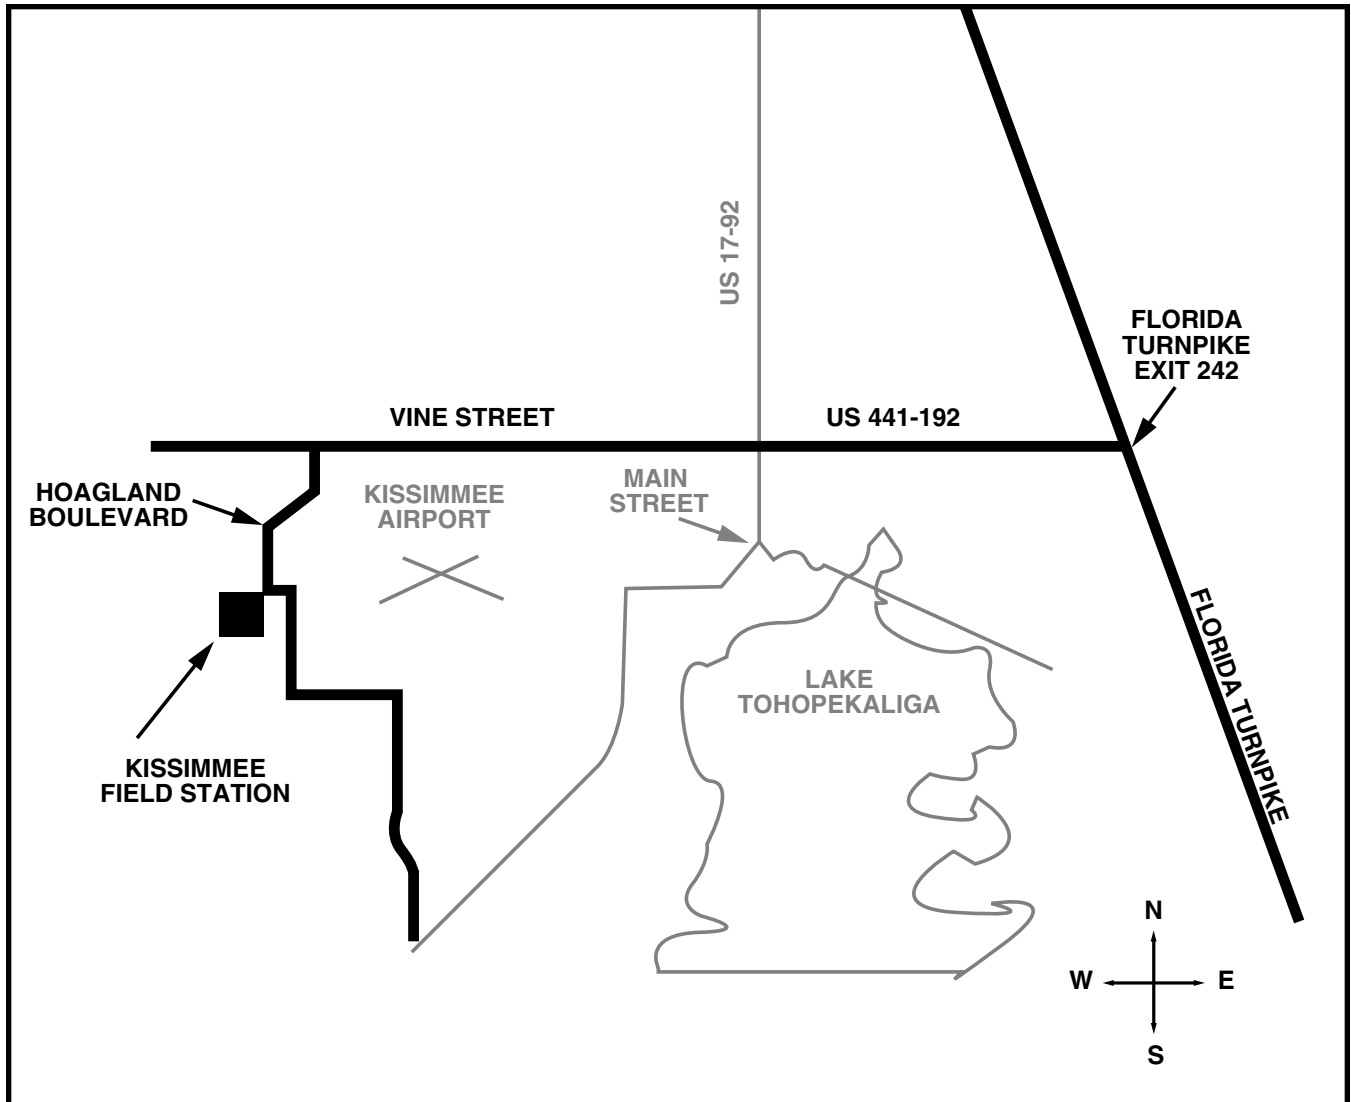 US 17-92
FLORIDA
TURNPIKE
EXIT 242
VINE STREET
US 441-192
HOAGLAND
BOULEVARD
KISSIMMEE
AIRPORT
MAIN
STREET
FLORIDA TURNPIKE
LAKE
TOHOPEKALIGA
KISSIMMEE
FIELD STATION
N
W
E
S